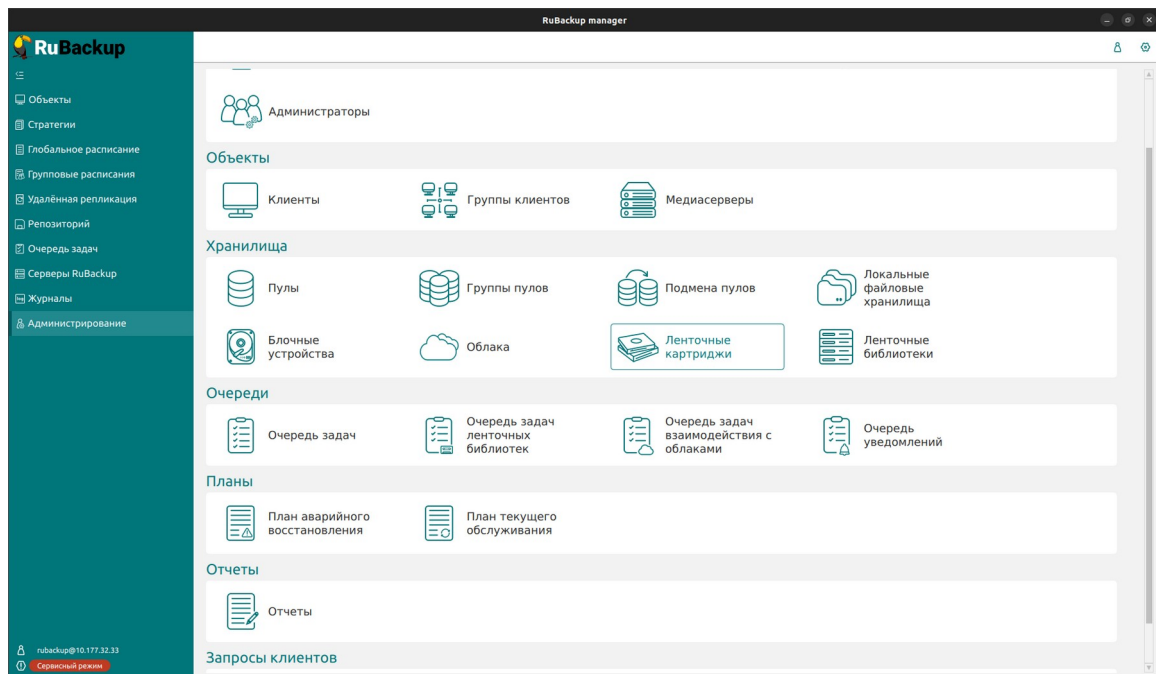 RuBackup manager
RuBackup
Объекты
Стратегии
Глобальное расписание
Групповые расписания
Удалённая репликация
Репозиторий
Очередь задач
Серверы RuBackup
Журналы
Администрирование
rubackup@10.177.32.33
Сервисный режим
Администраторы
Объекты
Клиенты
Группы клиентов
Медиасерверы
Хранилища
Пулы
Группы пулов
Подмена пулов
Локальные
файловые
хранилища
Блочные
устройства
Облака
Ленточные
картриджи
Ленточные
библиотеки
Очереди
Очередь задач
Очередь задач
ленточных
библиотек
Очередь задач
взаимодействия с
облаками
Очередь
уведомлений
Планы
План аварийного
восстановления
План текущего
обслуживания
Отчеты
Отчеты
Запросы клиентов